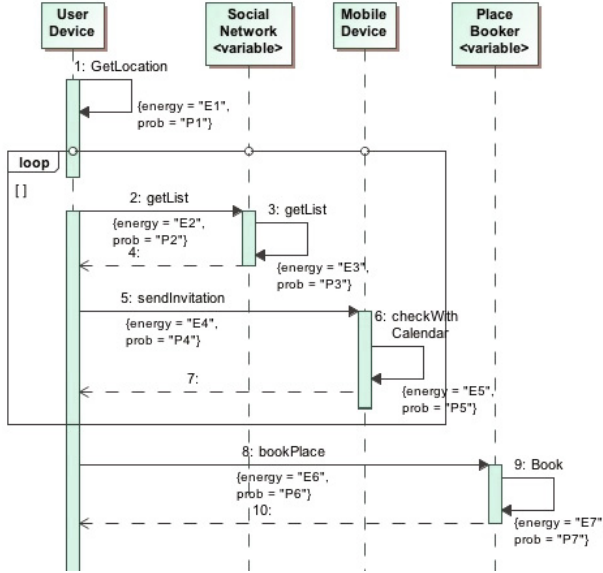 User
Device
Social
Network
<variable>
Mobile
Device
Place
Booker
<variable>
1: GetLocation
{energy = "E1",
prob = "P1"}
loop
[ ]
2: getList
{energy = "E2",
prob = "P2"}
3: getList
{energy = "E3",
prob = "P3"}
4:
5: sendInvitation
{energy = "E4",
prob = "P4"}
6: checkWith
Calendar
{energy = "E5",
prob = "P5"}
7:
8: bookPlace
{energy = "E6",
prob = "P6"}
9: Book
{energy = "E7",
prob = "P7"}
10: